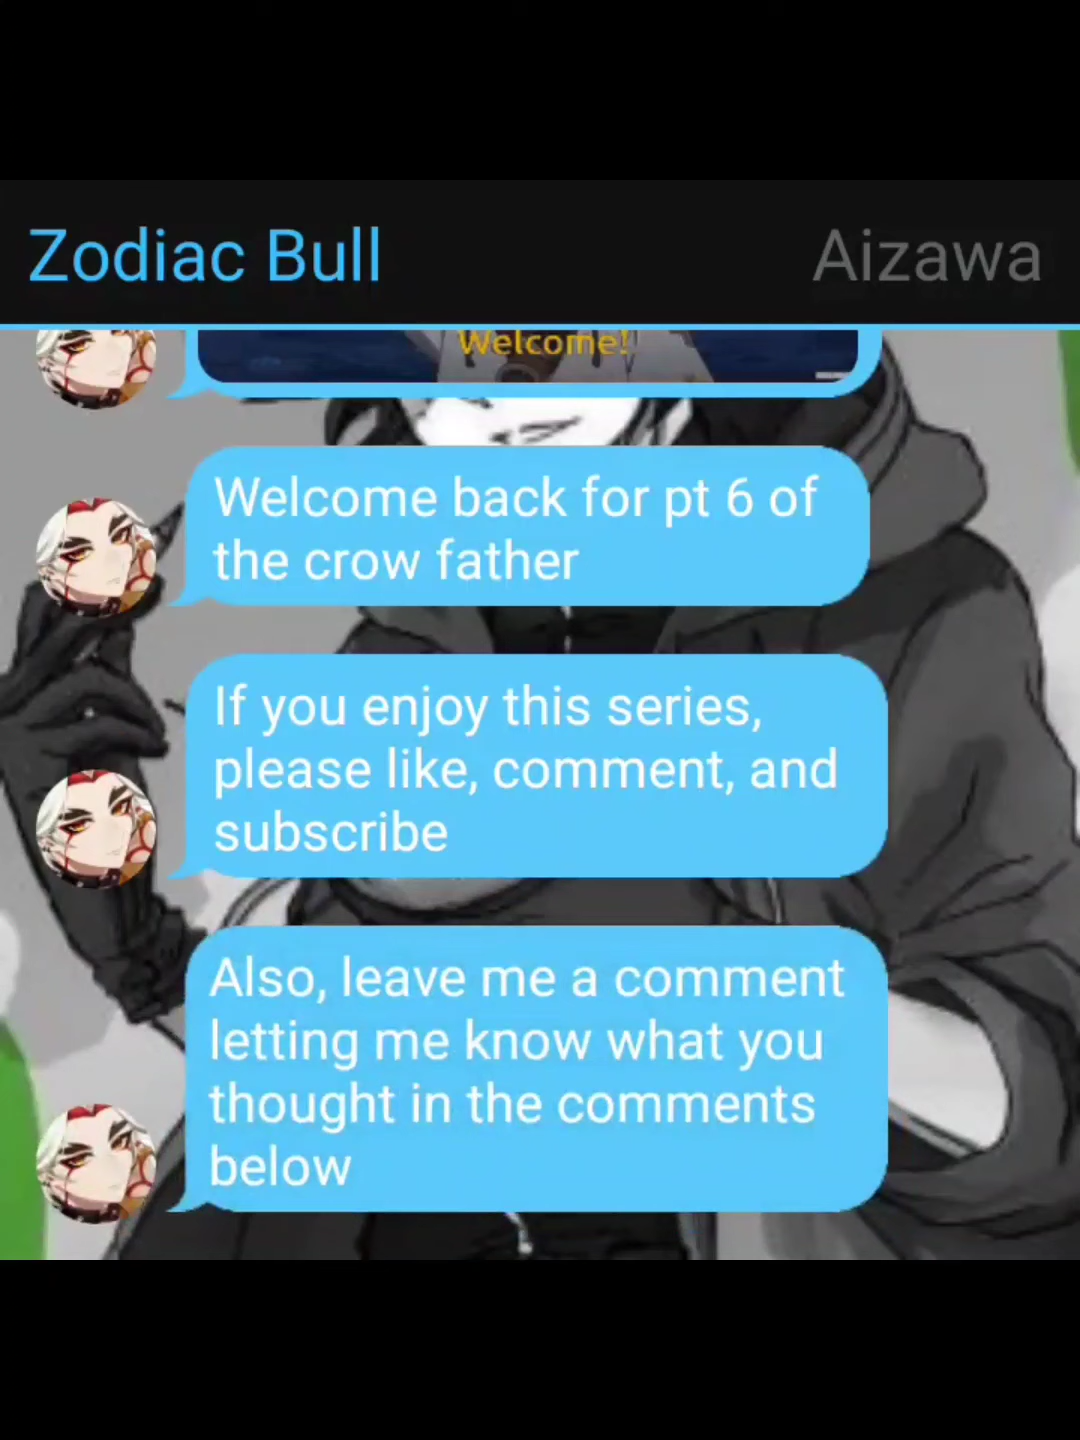 Zodiac Bull
Aizawa
Welcome!
Welcome back for pt 6 of
the crow father
If you enjoy this series,
please like, comment, and
subscribe
Also, leave me a comment
letting me know what you
thought in the comments
below